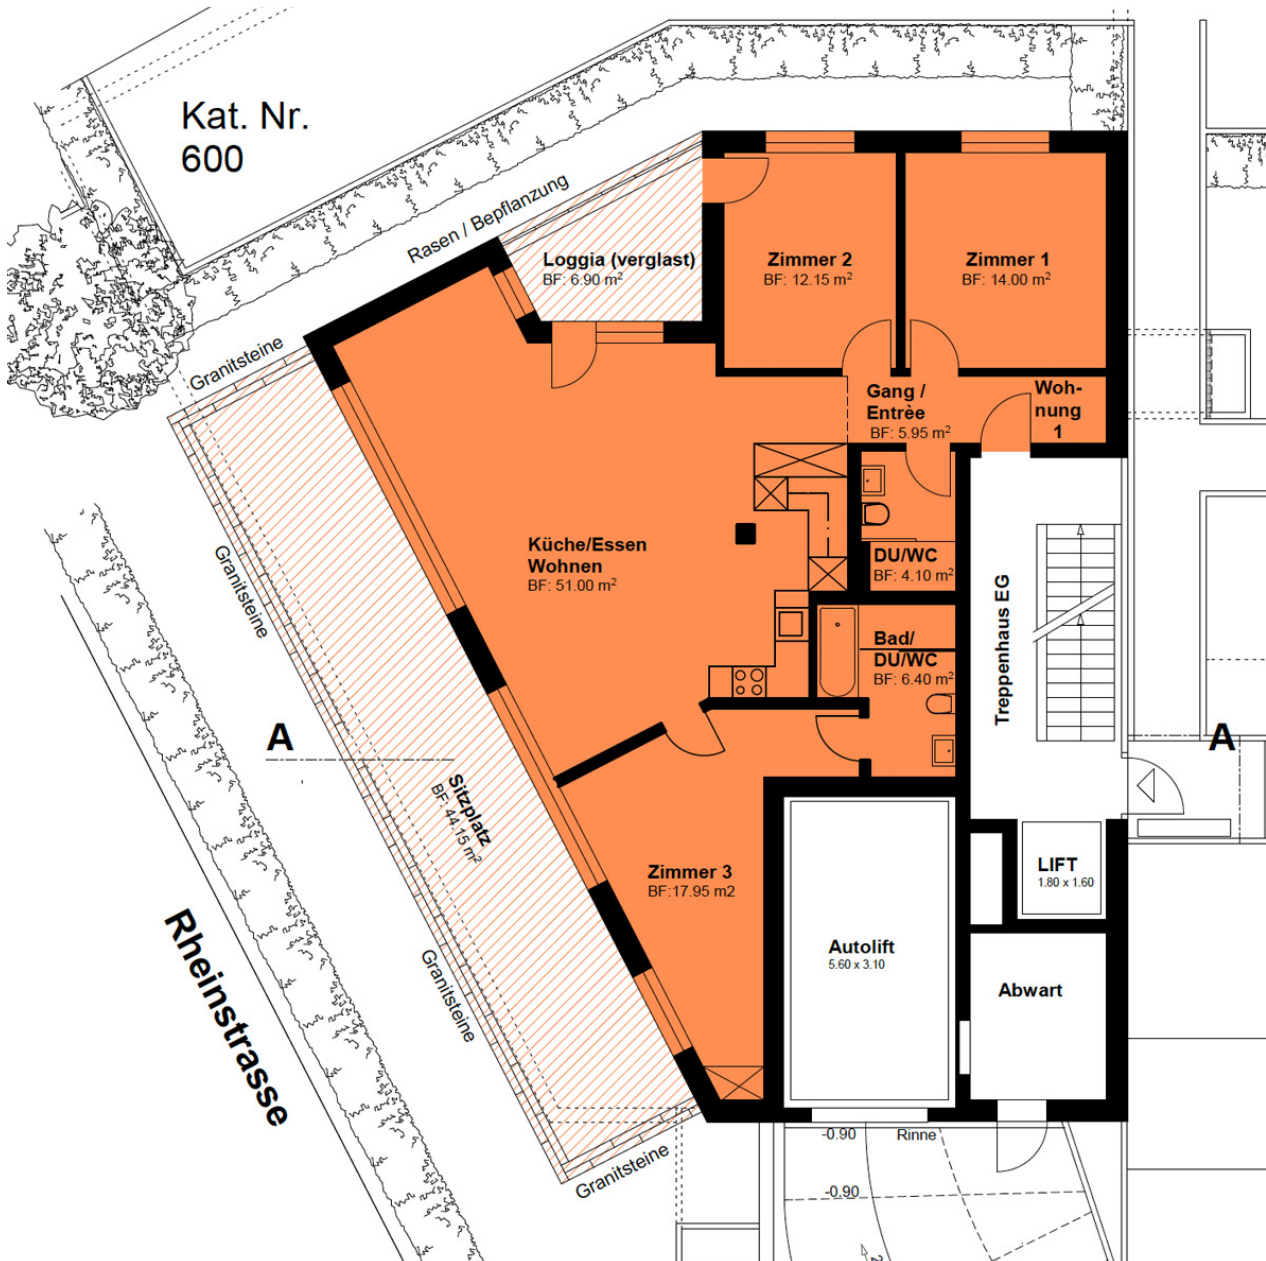 Kat. Nr.
600
Rasen / Bepflanzung
Loggia (verglast)
BF: 6.90 m²
Zimmer 2
BF: 12.15 m²
Zimmer 1
BF: 14.00 m²
Granitsteine
Gang /
Entrèe
BF: 5.95 m²
Woh-
nung
1
Granitsteine
Küche/Essen
Wohnen
BF: 51.00 m²
DU/WC
BF: 4.10 m²
Bad/
DU/WC
BF: 6.40 m²
Treppenhaus EG
A
A
Sitzplatz
BF: 44.15 m²
Zimmer 3
BF:17.95 m2
LIFT
1.80 x 1.60
Autolift
5.60 x 3.10
Abwart
Rheinstrasse
Granitsteine
Granitsteine
-0.90
Rinne
-0.90